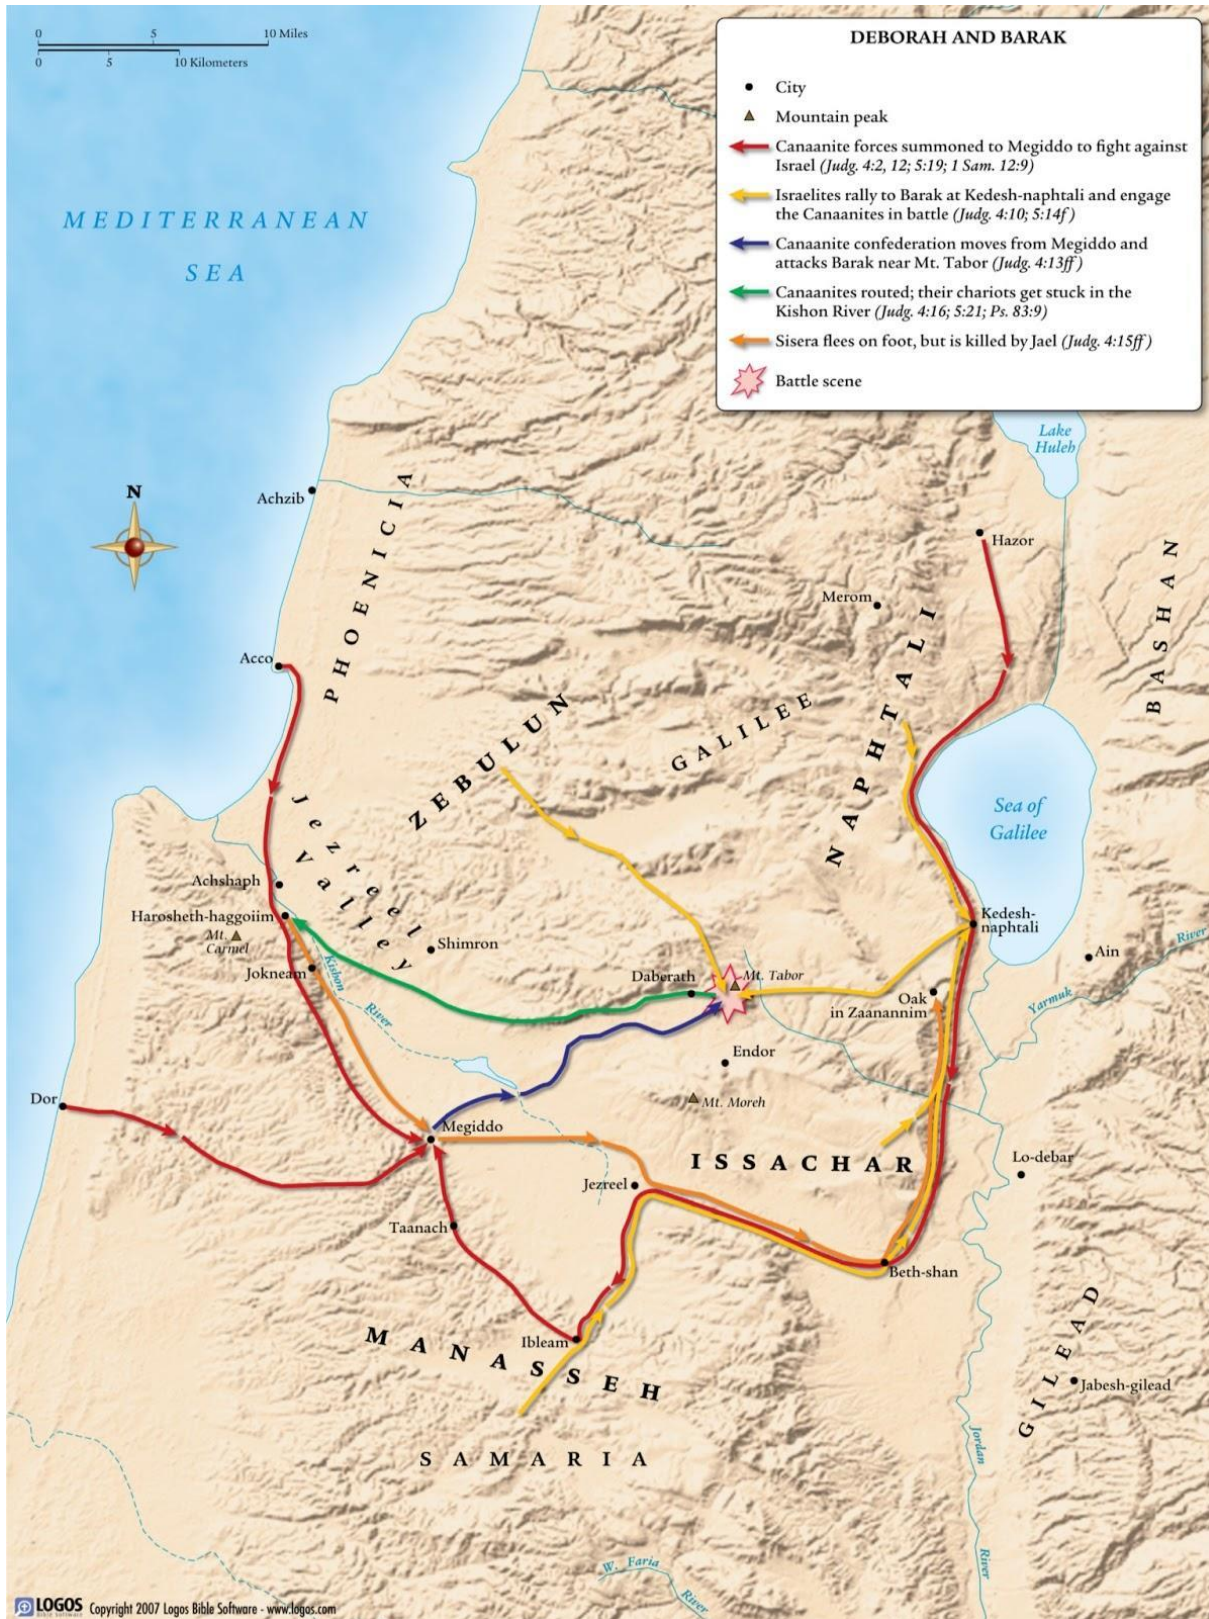 0 5 10 Miles
0 5 10 Kilometers
DEBORAH AND BARAK
City
Mountain peak
Canaanite forces summoned to Megiddo to fight against
Israel (Judg. 4:2, 12; 5:19; 1 Sam. 12:9)
Israelites rally to Barak at Kedesh-naphtali and engage
the Canaanites in battle (Judg. 4:10; 5:14f)
Canaanite confederation moves from Megiddo and
attacks Barak near Mt. Tabor (Judg. 4:13ff)
Canaanites routed; their chariots get stuck in the
Kishon River (Judg. 4:16; 5:21; Ps. 83:9)
Sisera flees on foot, but is killed by Jael (Judg. 4:15ff)
Battle scene
MEDITERRANEAN
SEA
Lake
Huleh
N
Achzib
PHOENICIA
Hazor
BASHAN
Merom
NAPHTALI
Acco
ZEBULUN
GALILEE
Jezreel
Valley
Sea of
Galilee
Achshaph
Harosheth-haggoiim
Mt.
Carmel
Shimron
Kedesh-
naphtali
Jokneam
Kishon
River
Daberath
Mt. Tabor
Ain
River
Yarmuk
Oak
in Zaanannim
Endor
Mt. Moreh
Dor
Megiddo
ISSACHAR
Lo-debar
Jezreel
Taanach
Beth-shan
MANASSEH
Ibleam
GILEAD
Jabesh-gilead
SAMARIA
Jordan
River
W. Faria
River
LOGOS
Bible Software
Copyright 2007 Logos Bible Software - www.logos.com